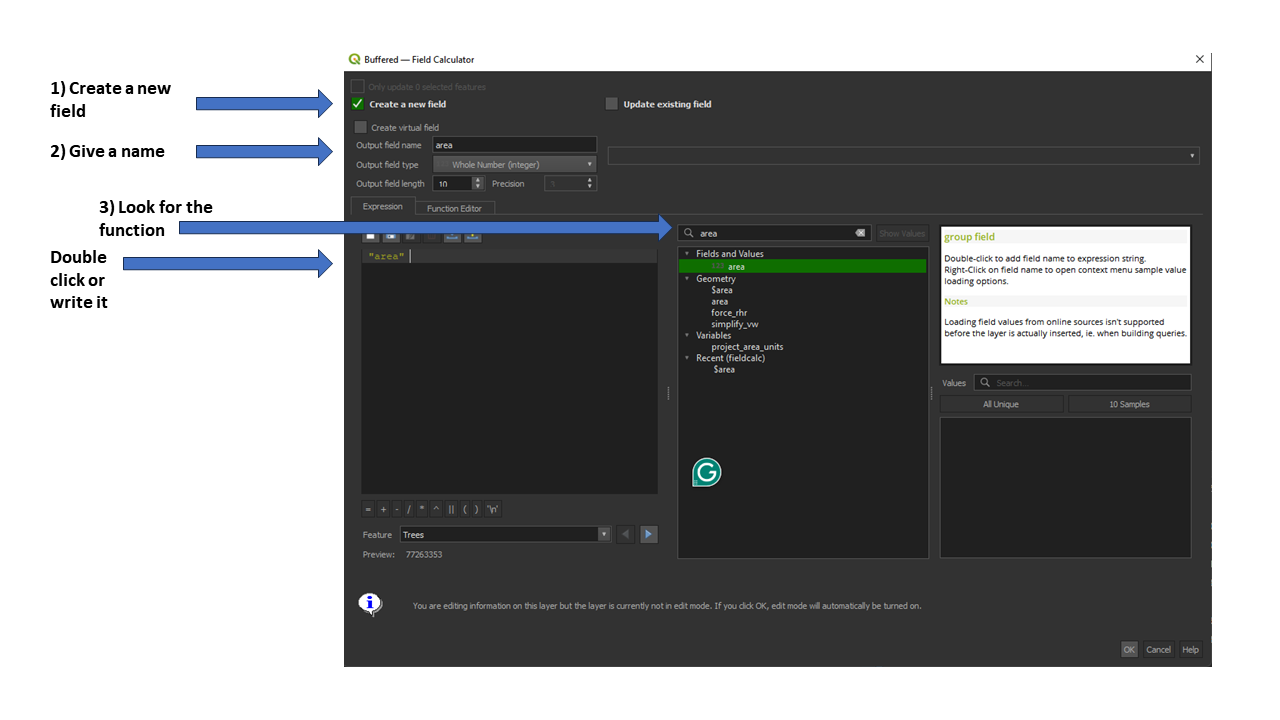 Buffered — Field Calculator
1) Create a new
field
Only update 0 selected features
Create a new field
Update existing field
Create virtual field
2) Give a name
Output field name area
Output field type Whole Number (integer)
Output field length 10 Precision 3
Expression Function Editor
3) Look for the
function
area
Show Values
Double
click or
write it
"area"
Fields and Values
123 area
Geometry
$area
area
force_rhr
simplify_vw
Variables
project_area_units
Recent (fieldcalc)
$area
group field
Double-click to add field name to expression string.
Right-Click on field name to open context menu sample value
loading options.
Notes
Loading field values from online sources isn't supported
before the layer is actually inserted, ie. when building queries.
Values Search...
All Unique 10 Samples
= + - / * ^ || ( ) '\n'
Feature Trees
Preview: 77263353
You are editing information on this layer but the layer is currently not in edit mode. If you click OK, edit mode will automatically be turned on.
OK Cancel Help